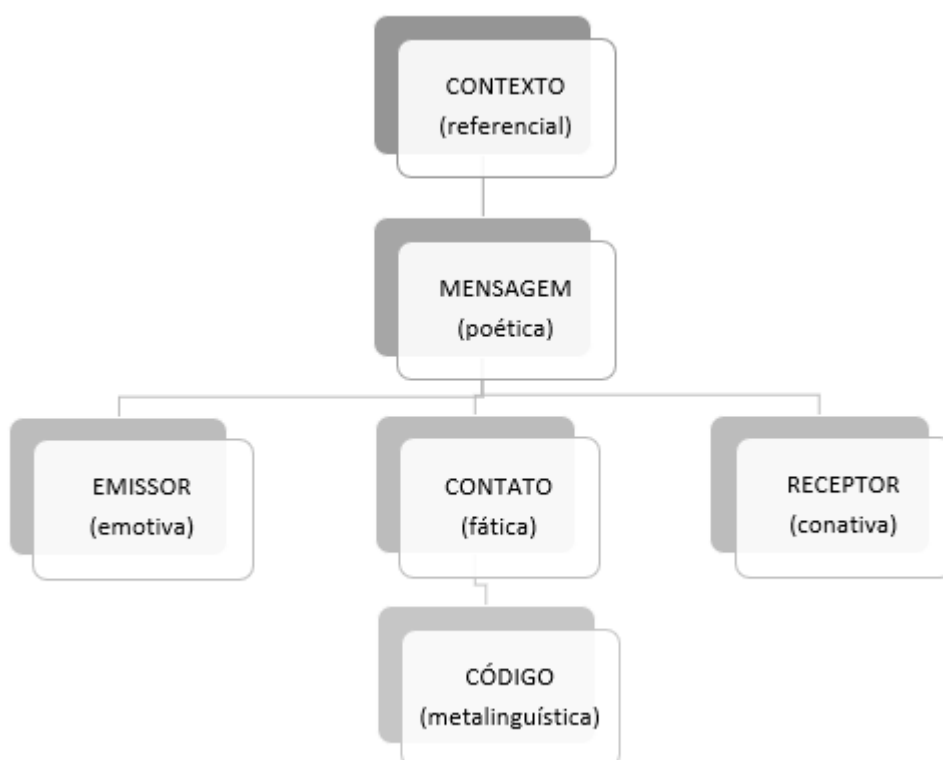 CONTEXTO
(referencial)
MENSAGEM
(poética)
EMISSOR
(emotiva)
CONTATO
(fática)
RECEPTOR
(conativa)
CÓDIGO
(metalinguística)